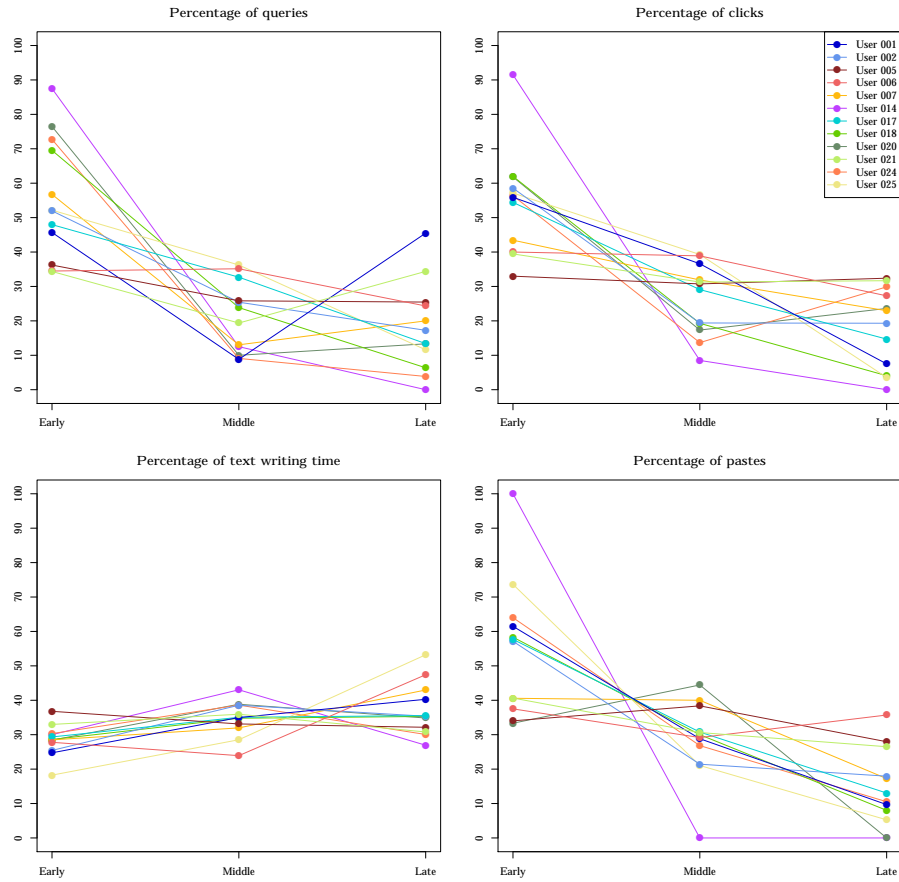 Percentage of queries
100
90
80
70
60
50
40
30
20
10
0
Early Middle Late
Percentage of clicks
100
90
80
70
60
50
40
30
20
10
0
User 001
User 002
User 005
User 006
User 007
User 014
User 017
User 018
User 020
User 021
User 024
User 025
Early Middle Late
Percentage of text writing time
100
90
80
70
60
50
40
30
20
10
0
Early Middle Late
Percentage of pastes
100
90
80
70
60
50
40
30
20
10
0
Early Middle Late